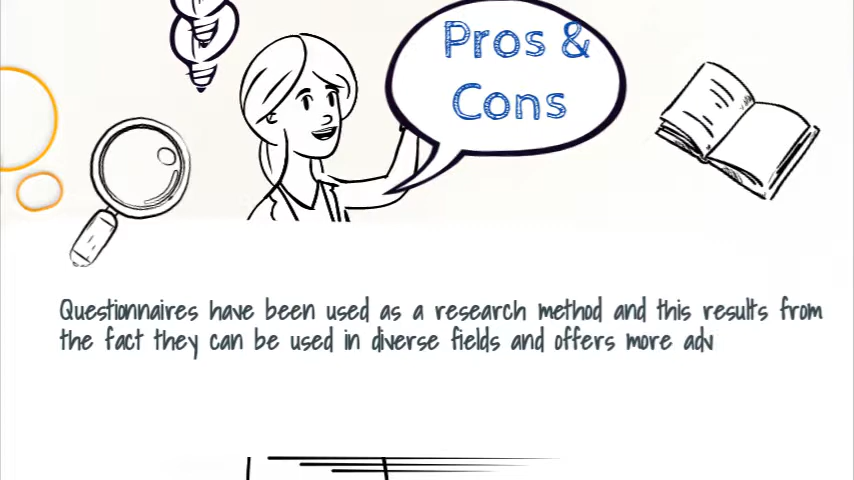 Pros &
Cons
Questionnaires have been used as a research method and this results from
the fact they can be used in diverse fields and offers more adv